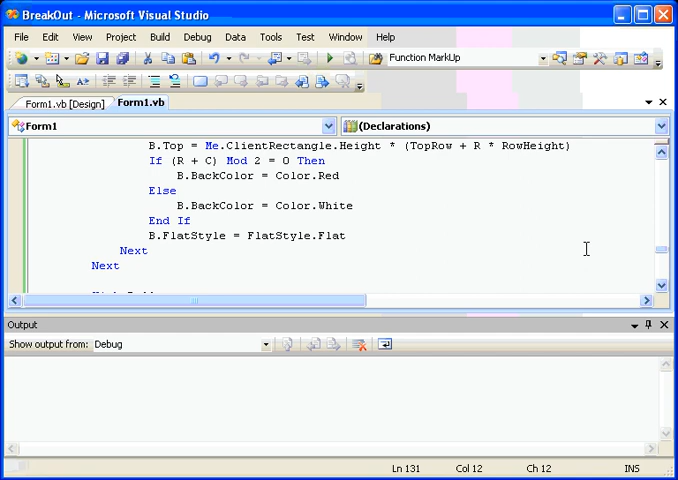 BreakOut - Microsoft Visual Studio
File Edit View Project Build Debug Data Tools Test Window Help
Function MarkUp
Form1.vb [Design] Form1.vb
Form1 (Declarations)
B.Top = Me.ClientRectangle.Height * (TopRow + R * RowHeight)
If (R + C) Mod 2 = 0 Then
B.BackColor = Color.Red
Else
B.BackColor = Color.White
End If
B.FlatStyle = FlatStyle.Flat
Next
Next
Output
Show output from: Debug
Ln 131 Col 12 Ch 12 INS